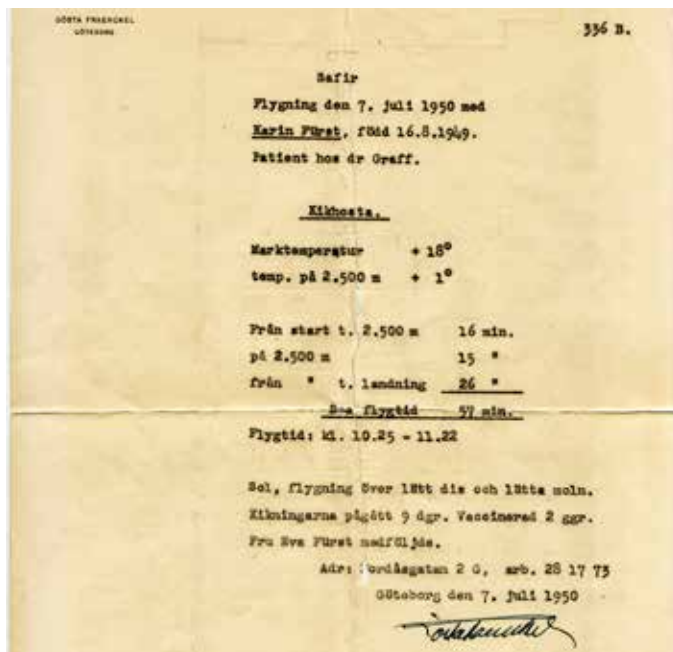 GÖSTA FRAENCKEL
GÖTEBORG
336 B.
Safir
Flygning den 7. juli 1950 med
Karin Fürst, född 16.8.1949.
Patient hos dr Graff.
Kikhosta.
Marktemperatur + 18°
temp. på 2.500 m + 1°
Från start t. 2.500 m 16 min.
på 2.500 m 15 "
från " t. landning 26 "
S:a flygtid 57 min.
Flygtid: kl. 10.25 - 11.22
Sol, flygning över lätt dis och lätta moln.
Kikningarna pågått 9 dgr. Vaccinerad 2 ggr.
Fru Eva Fürst medföljde.
Adr: 2 G, arb. 28 17 73
Göteborg den 7. juli 1950